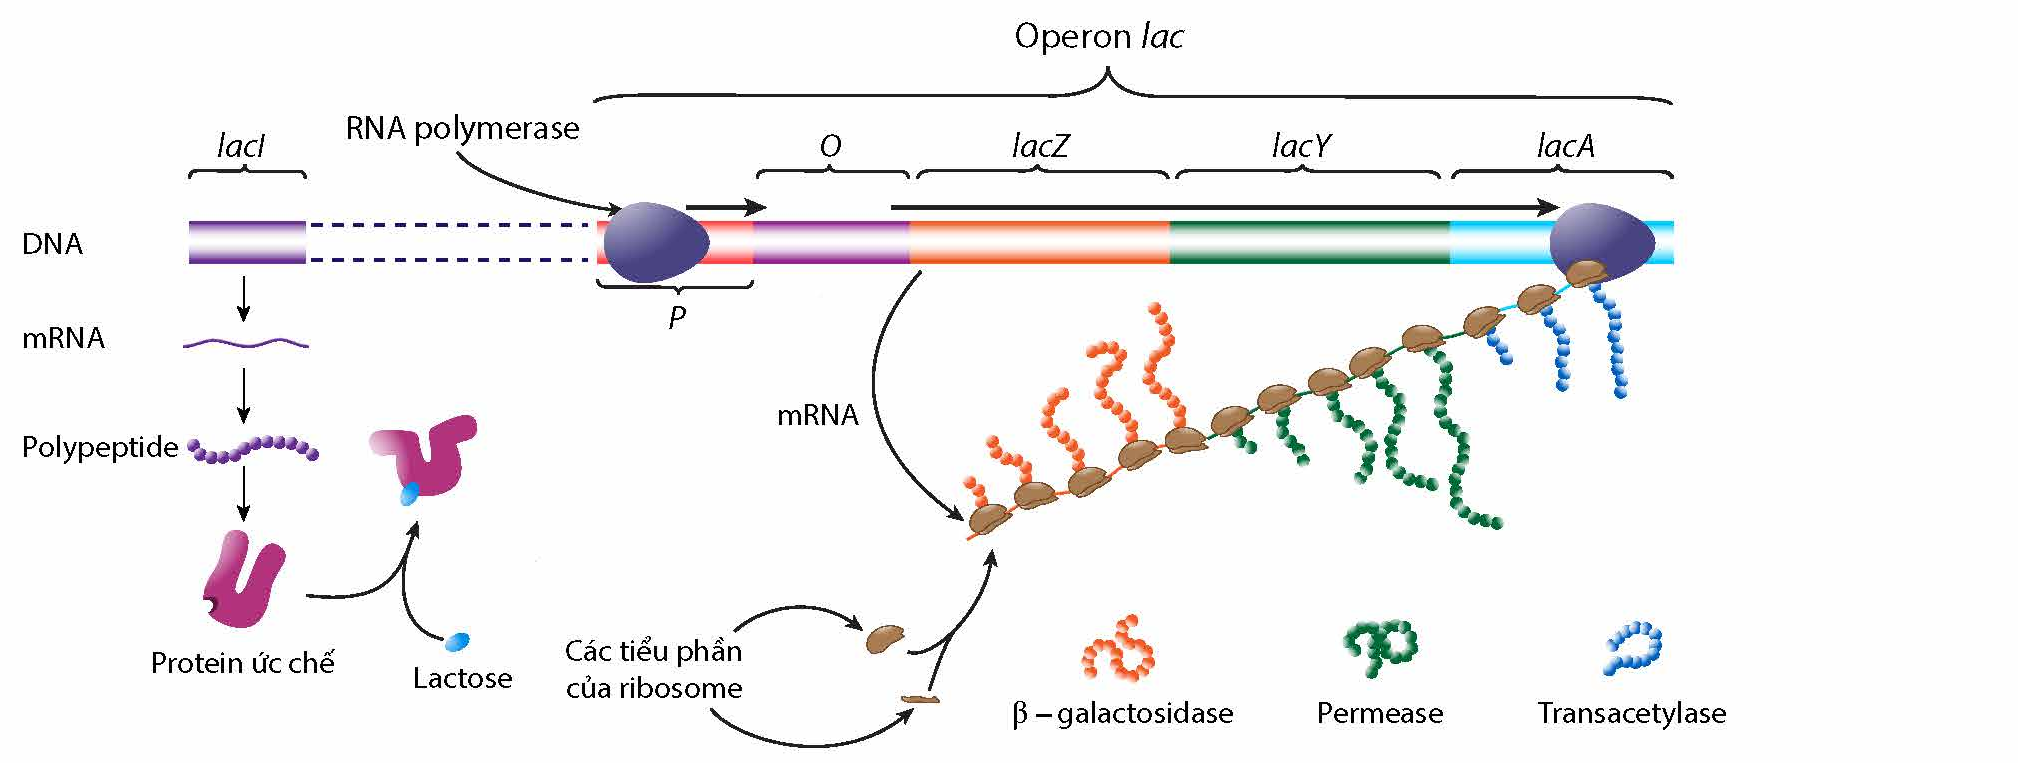 Operon lac
RNA polymerase
lacI
O
lacZ
lacY
lacA
DNA
P
mRNA
mRNA
Polypeptide
Protein ức chế
Lactose
Các tiểu phần
của ribosome
β – galactosidase
Permease
Transacetylase